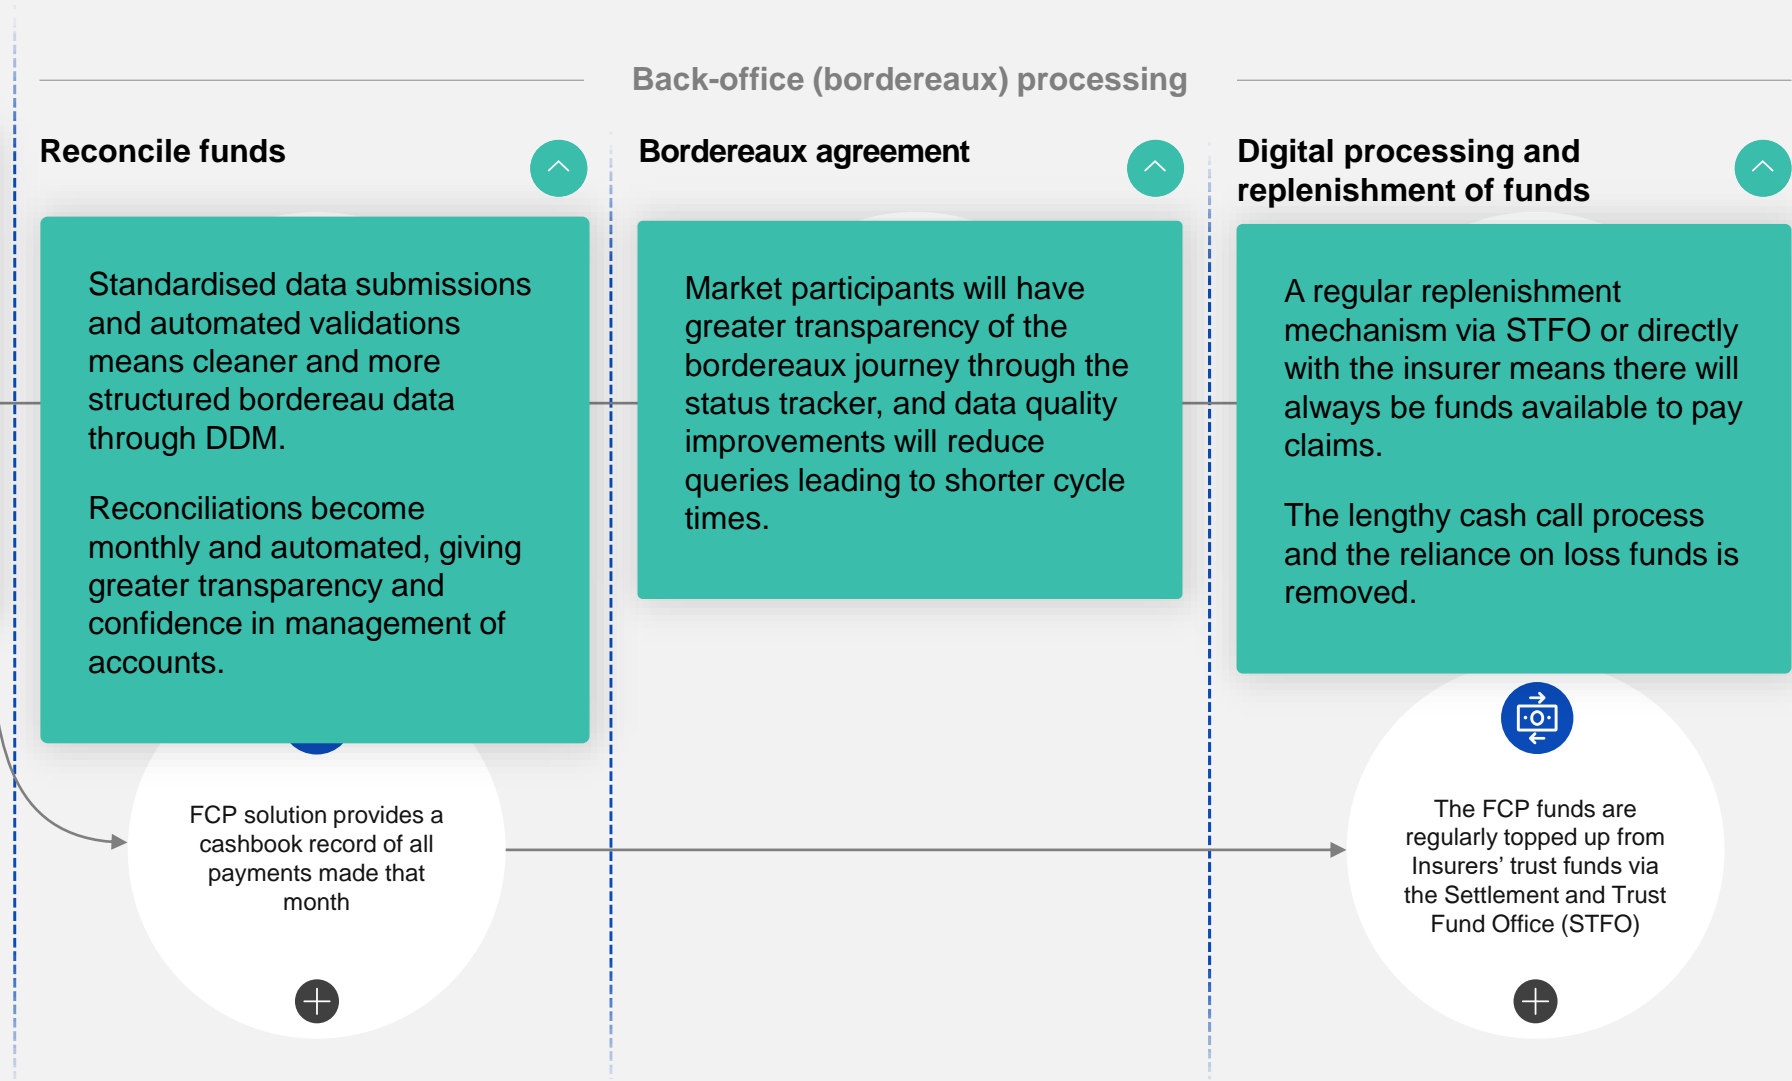 Back-office (bordereaux) processing
Reconcile funds
Standardised data submissions
and automated validations
means cleaner and more
structured bordereau data
through DDM.
Reconciliations become
monthly and automated, giving
greater transparency and
confidence in management of
accounts.
FCP solution provides a
cashbook record of all
payments made that
month
Bordereaux agreement
Market participants will have
greater transparency of the
bordereaux journey through the
status tracker, and data quality
improvements will reduce
queries leading to shorter cycle
times.
Digital processing and
replenishment of funds
A regular replenishment
mechanism via STFO or directly
with the insurer means there will
always be funds available to pay
claims.
The lengthy cash call process
and the reliance on loss funds is
removed.
The FCP funds are
regularly topped up from
Insurers’ trust funds via
the Settlement and Trust
Fund Office (STFO)